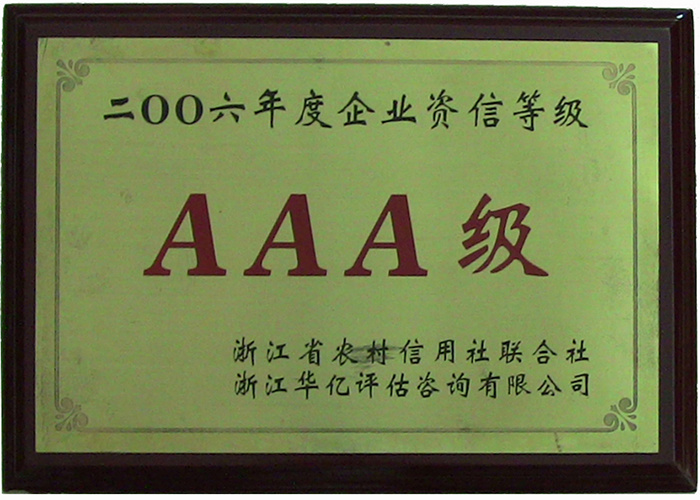 二OO六年度企业资信等级
AAA级
浙江省农村信用社联合社
浙江华亿评估咨询有限公司